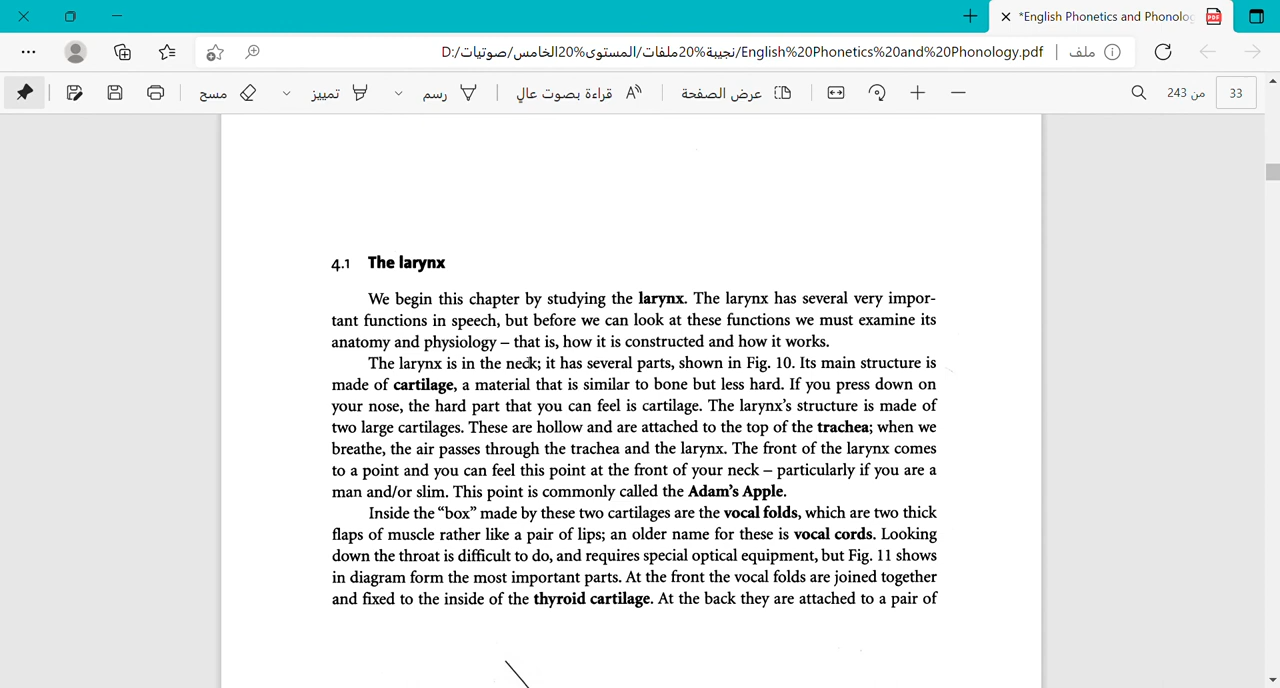 *English Phonetics and Phonolog
D:/صوتيات/المستوى%20الخامس/ملفات%20نجيبة/English%20Phonetics%20and%20Phonology.pdf
ملف
33
من 243
عرض الصفحة
قراءة بصوت عالٍ
رسم
تمييز
مسح
4.1 The larynx
We begin this chapter by studying the larynx. The larynx has several very impor-
tant functions in speech, but before we can look at these functions we must examine its
anatomy and physiology – that is, how it is constructed and how it works.
The larynx is in the neck; it has several parts, shown in Fig. 10. Its main structure is
made of cartilage, a material that is similar to bone but less hard. If you press down on
your nose, the hard part that you can feel is cartilage. The larynx's structure is made of
two large cartilages. These are hollow and are attached to the top of the trachea; when we
breathe, the air passes through the trachea and the larynx. The front of the larynx comes
to a point and you can feel this point at the front of your neck – particularly if you are a
man and/or slim. This point is commonly called the Adam's Apple.
Inside the “box” made by these two cartilages are the vocal folds, which are two thick
flaps of muscle rather like a pair of lips; an older name for these is vocal cords. Looking
down the throat is difficult to do, and requires special optical equipment, but Fig. 11 shows
in diagram form the most important parts. At the front the vocal folds are joined together
and fixed to the inside of the thyroid cartilage. At the back they are attached to a pair of